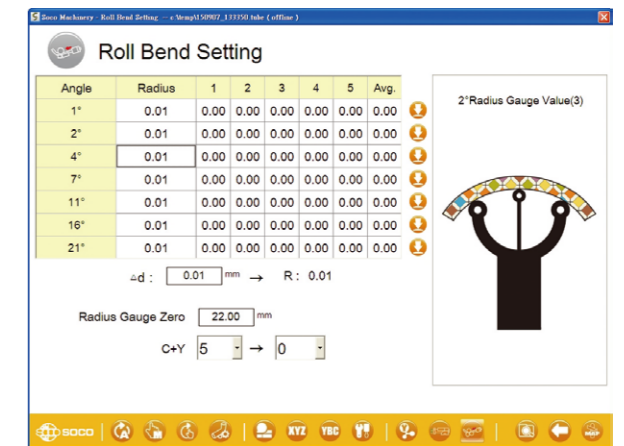 Soco Machinery - Roll Bend Setting -- c:\temp\150907_133350 tube ( offline )
Roll Bend Setting
Angle Radius 1 2 3 4 5 Avg.
1° 0.01 0.00 0.00 0.00 0.00 0.00 0.00
2° 0.01 0.00 0.00 0.00 0.00 0.00 0.00
4° 0.01 0.00 0.00 0.00 0.00 0.00 0.00
7° 0.01 0.00 0.00 0.00 0.00 0.00 0.00
11° 0.01 0.00 0.00 0.00 0.00 0.00 0.00
16° 0.01 0.00 0.00 0.00 0.00 0.00 0.00
21° 0.01 0.00 0.00 0.00 0.00 0.00 0.00
2°Radius Gauge Value(3)
△d : 0.01 mm → R : 0.01
Radius Gauge Zero 22.00 mm
C+Y 5 → 0
SOCO XYZ YBC